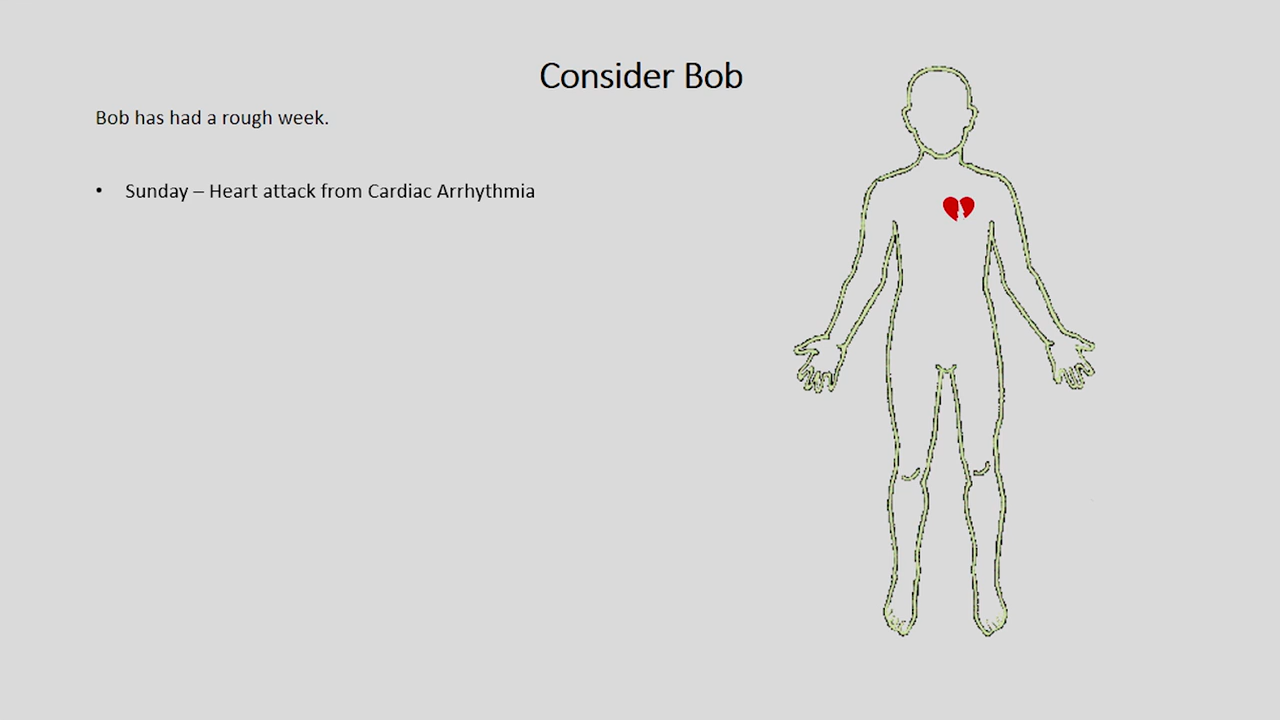 Consider Bob
Bob has had a rough week.
• Sunday – Heart attack from Cardiac Arrhythmia